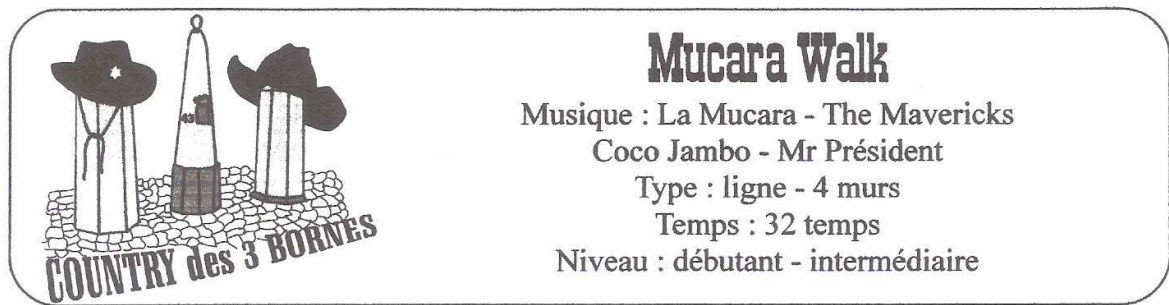 Mucara Walk
Musique : La Mucara - The Mavericks
Coco Jambo - Mr Président
Type : ligne - 4 murs
Temps : 32 temps
Niveau : débutant - intermédiaire
43
COUNTRY des 3 BORNES